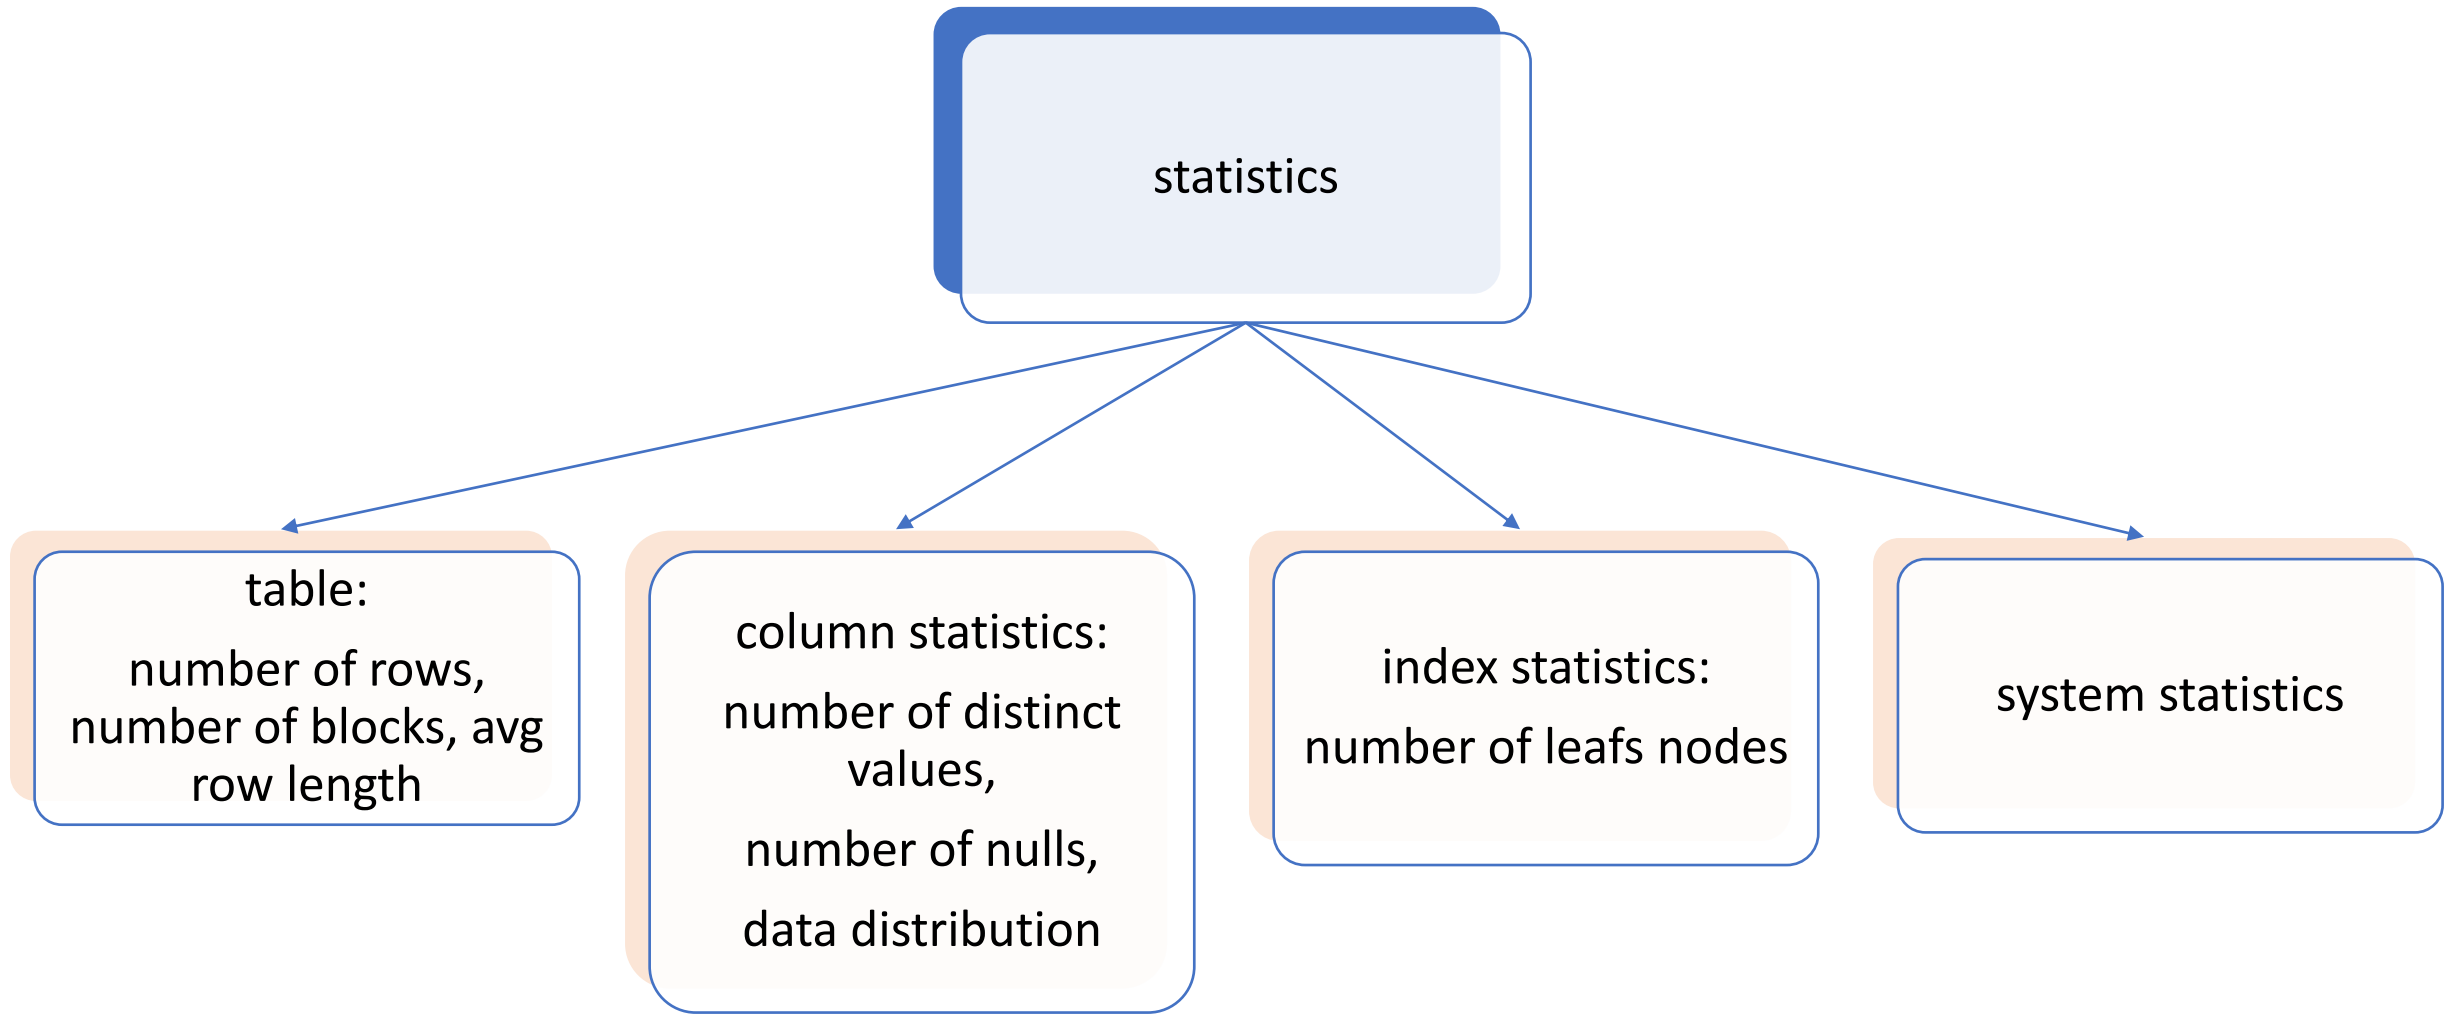 statistics
table:
number of rows,
number of blocks, avg
row length
column statistics:
number of distinct
values,
number of nulls,
data distribution
index statistics:
number of leafs nodes
system statistics